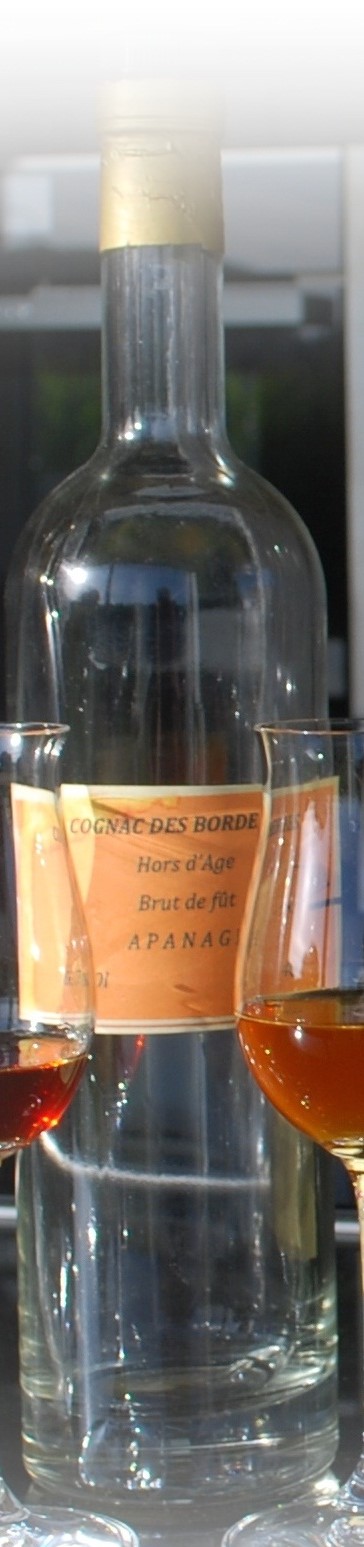 COGNAC DES BORDE
Hors d'Age
Brut de fût
APANAG